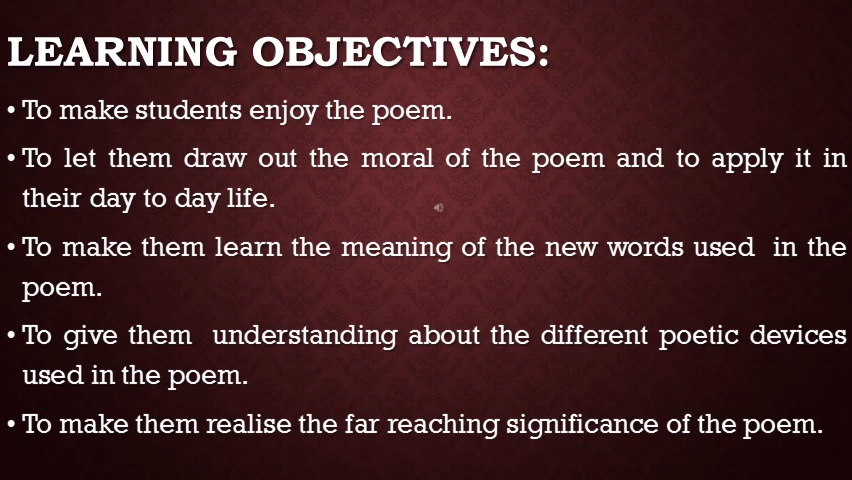 LEARNING OBJECTIVES:
• To make students enjoy the poem.
• To let them draw out the moral of the poem and to apply it in
their day to day life.
• To make them learn the meaning of the new words used  in the
poem.
• To give them  understanding about the different poetic devices
used in the poem.
• To make them realise the far reaching significance of the poem.